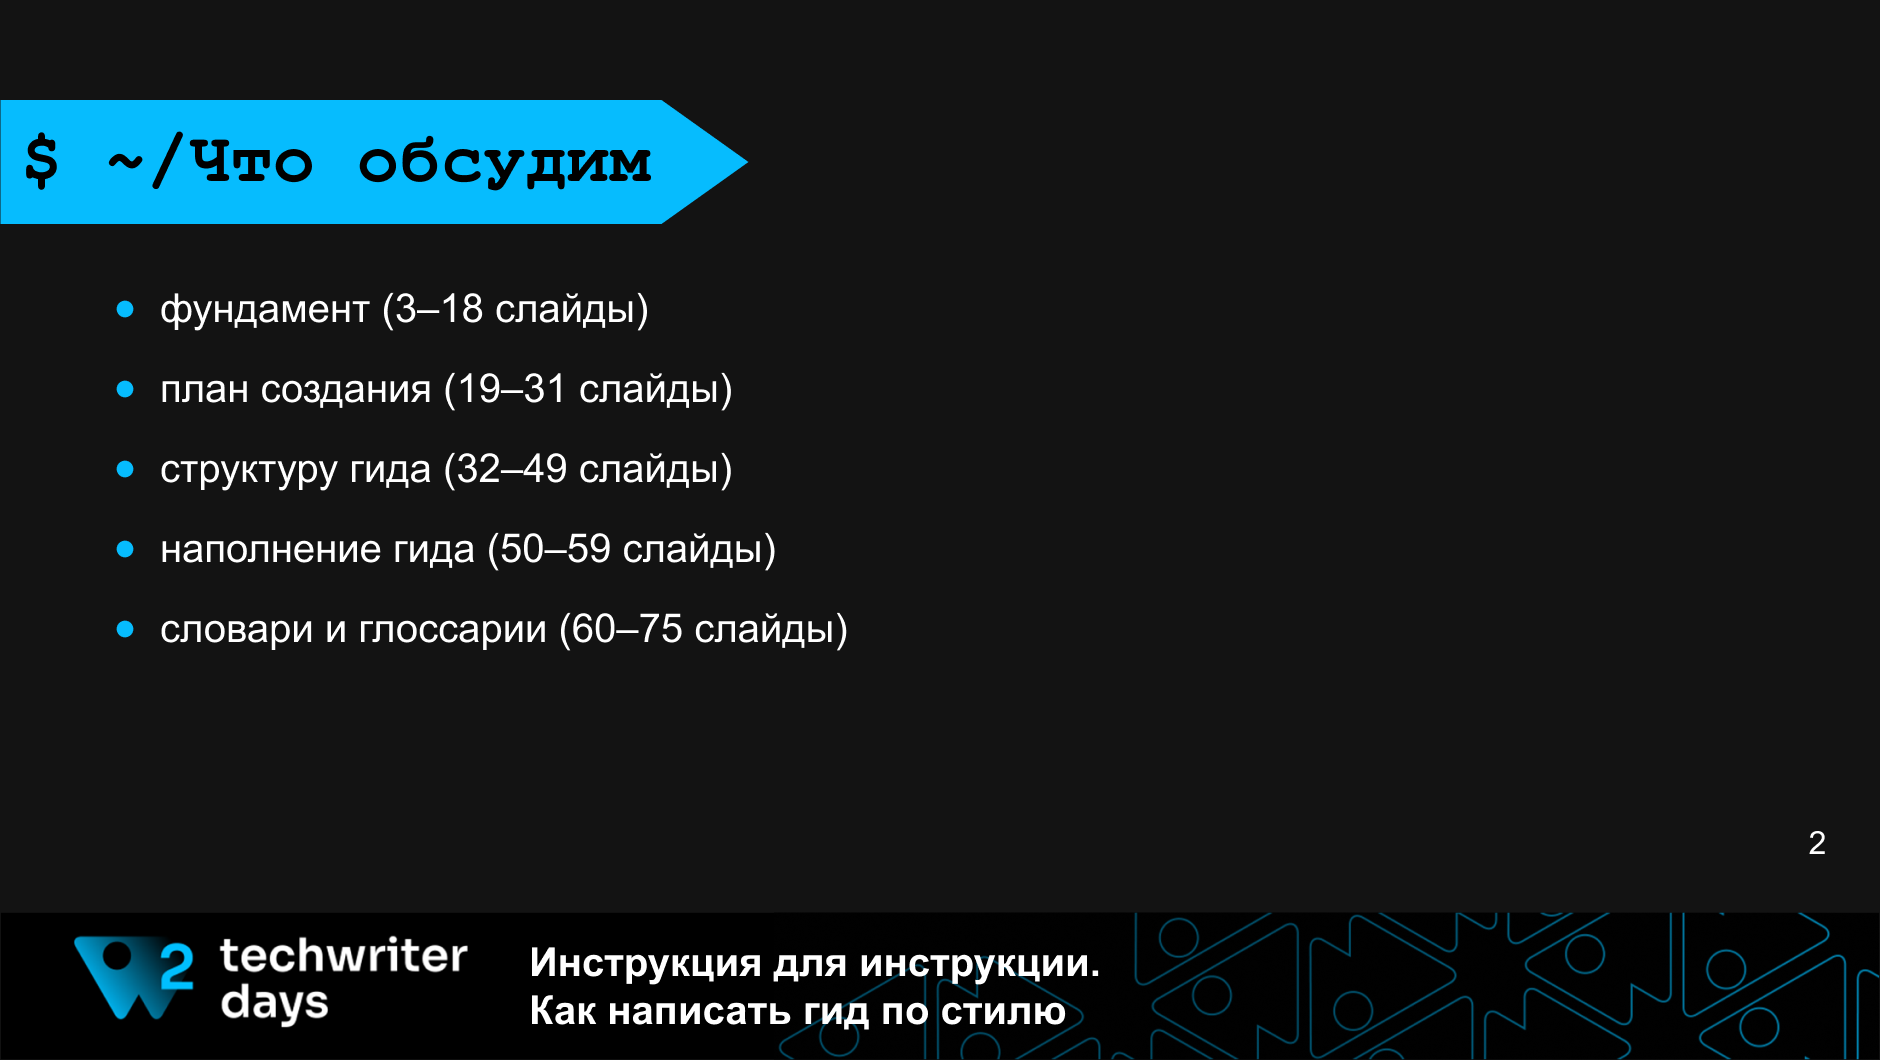 $ ~/Что обсудим
фундамент (3–18 слайды)
план создания (19–31 слайды)
структуру гида (32–49 слайды)
наполнение гида (50–59 слайды)
словари и глоссарии (60–75 слайды)
2
2
techwriter
days
Инструкция для инструкции.
Как написать гид по стилю